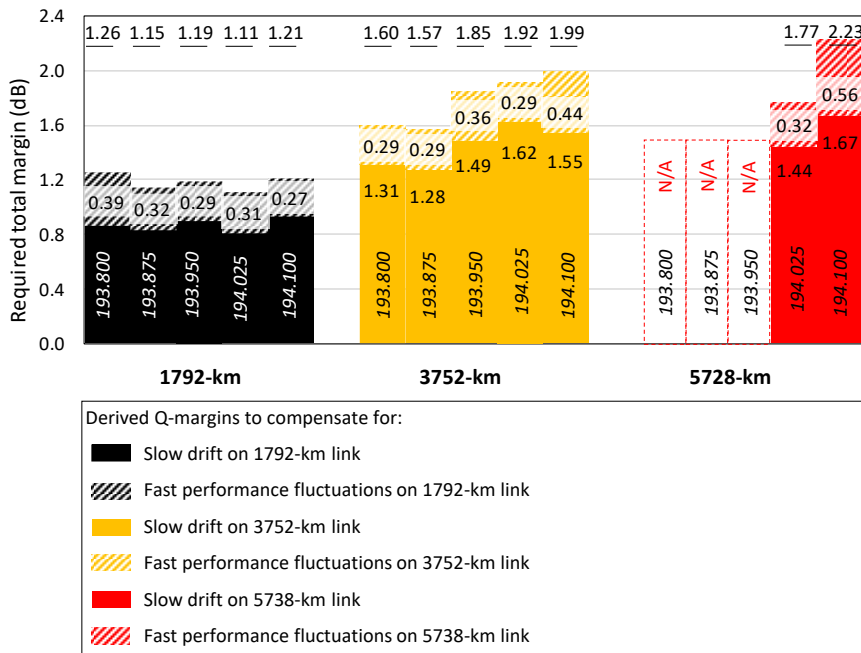 2.4
2.0
1.6
1.2
0.8
0.4
0.0
Required total margin (dB)
1.26 1.15 1.19 1.11 1.21
1.60 1.57 1.85 1.92 1.99
1.77 2.23
0.39 0.32 0.29 0.31 0.27
0.29 0.29 0.36 0.29 0.44
0.32 0.56
1.31 1.28 1.49 1.62 1.55
1.44 1.67
N/A N/A N/A
193.800 193.875 193.950 194.025 194.100
193.800 193.875 193.950 194.025 194.100
193.800 193.875 193.950 194.025 194.100
1792-km 3752-km 5728-km
Derived Q-margins to compensate for:
Slow drift on 1792-km link
Fast performance fluctuations on 1792-km link
Slow drift on 3752-km link
Fast performance fluctuations on 3752-km link
Slow drift on 5738-km link
Fast performance fluctuations on 5738-km link